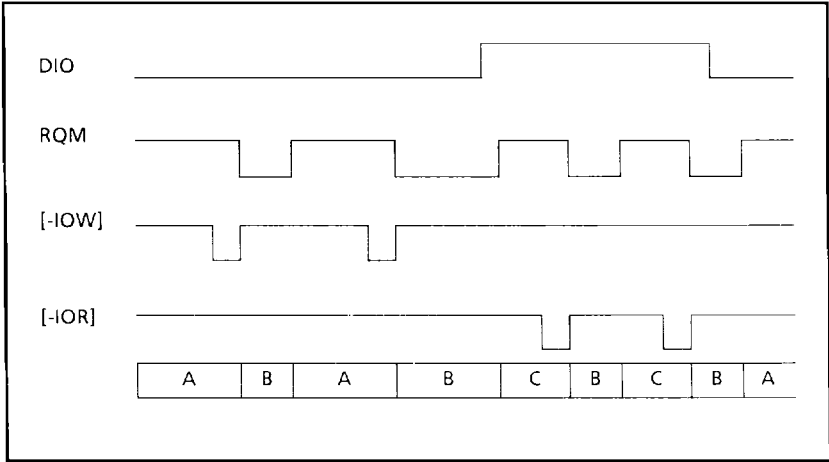 DIO
RQM
[-IOW]
[-IOR]
A B A B C B C B A